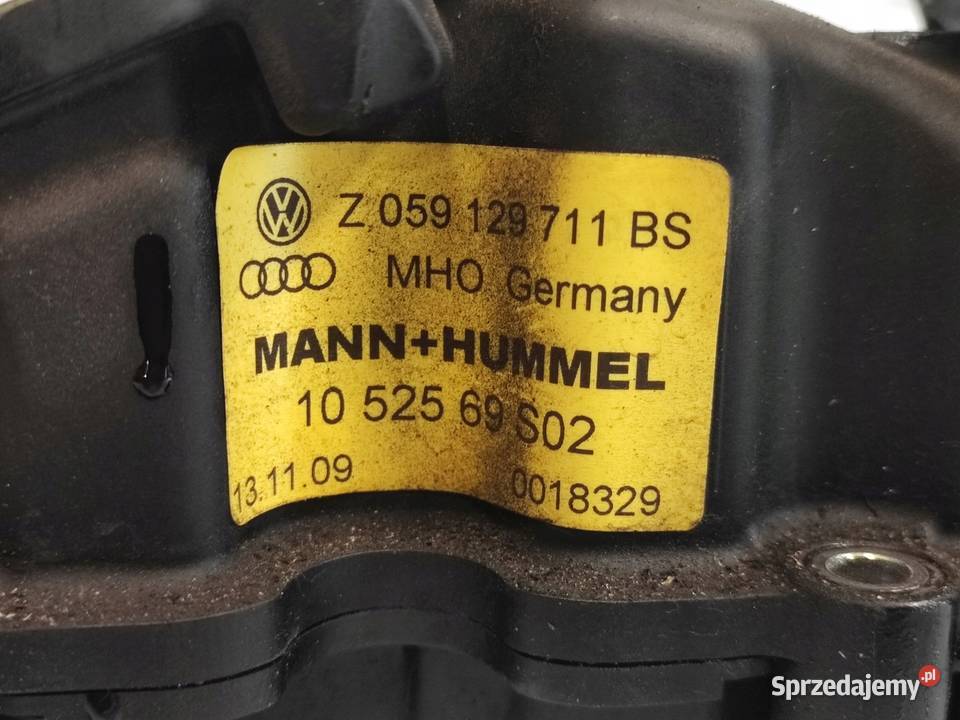 Z 059 129 711 BS
MHO Germany
MANN+HUMMEL
10 525 69 S02
13.11.09 0018329
Sprzedajemy.pl